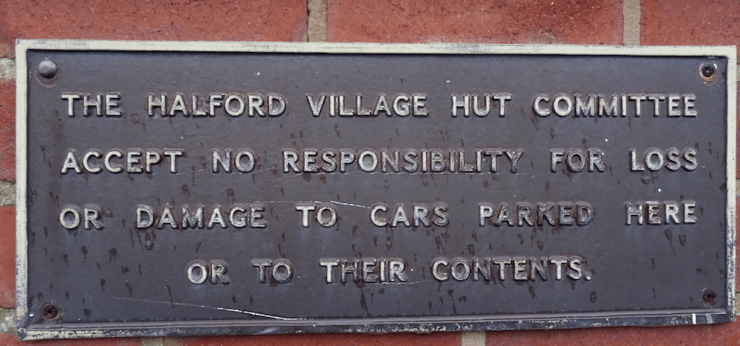 THE HALFORD VILLAGE HUT COMMITTEE
ACCEPT NO RESPONSIBILITY FOR LOSS
OR DAMAGE TO CARS PARKED HERE
OR TO THEIR CONTENTS.